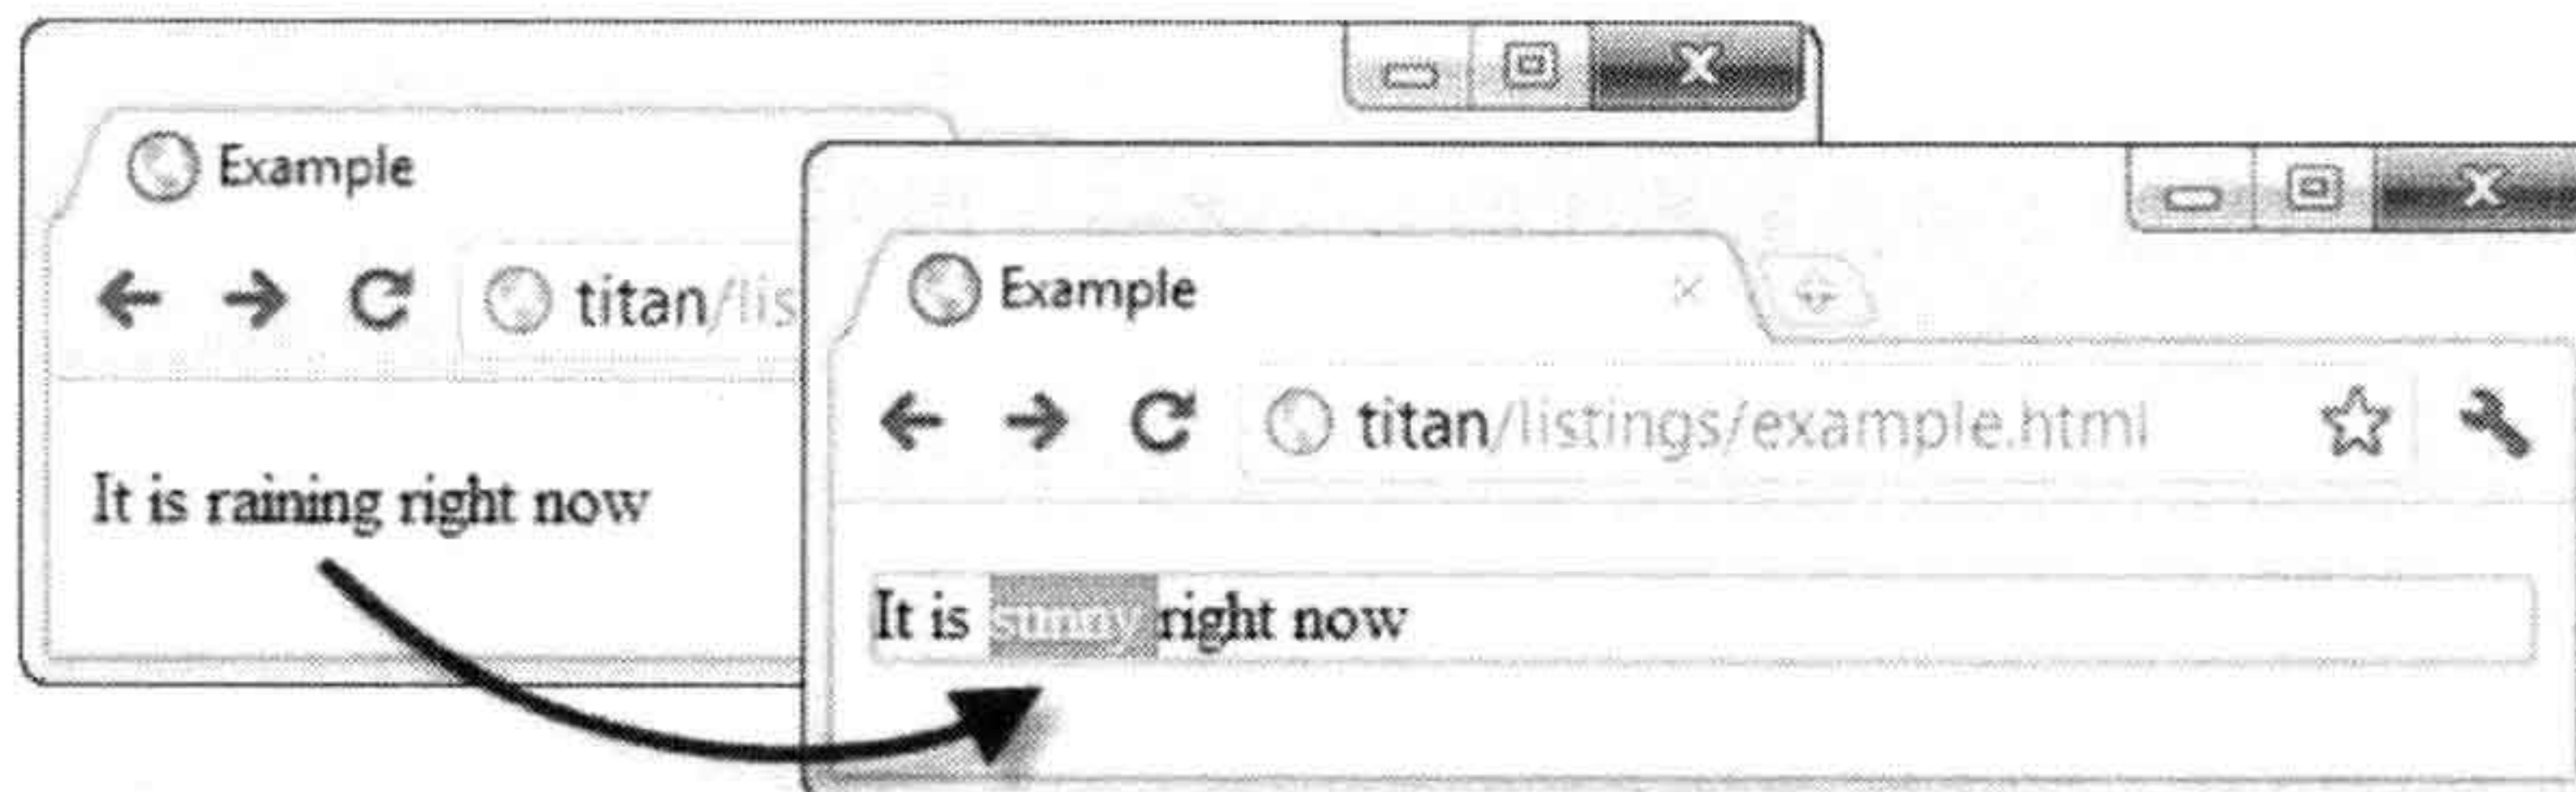 Example
titan/lis
It is raining right now
Example
titan/listings/example.html
It is sunny right now